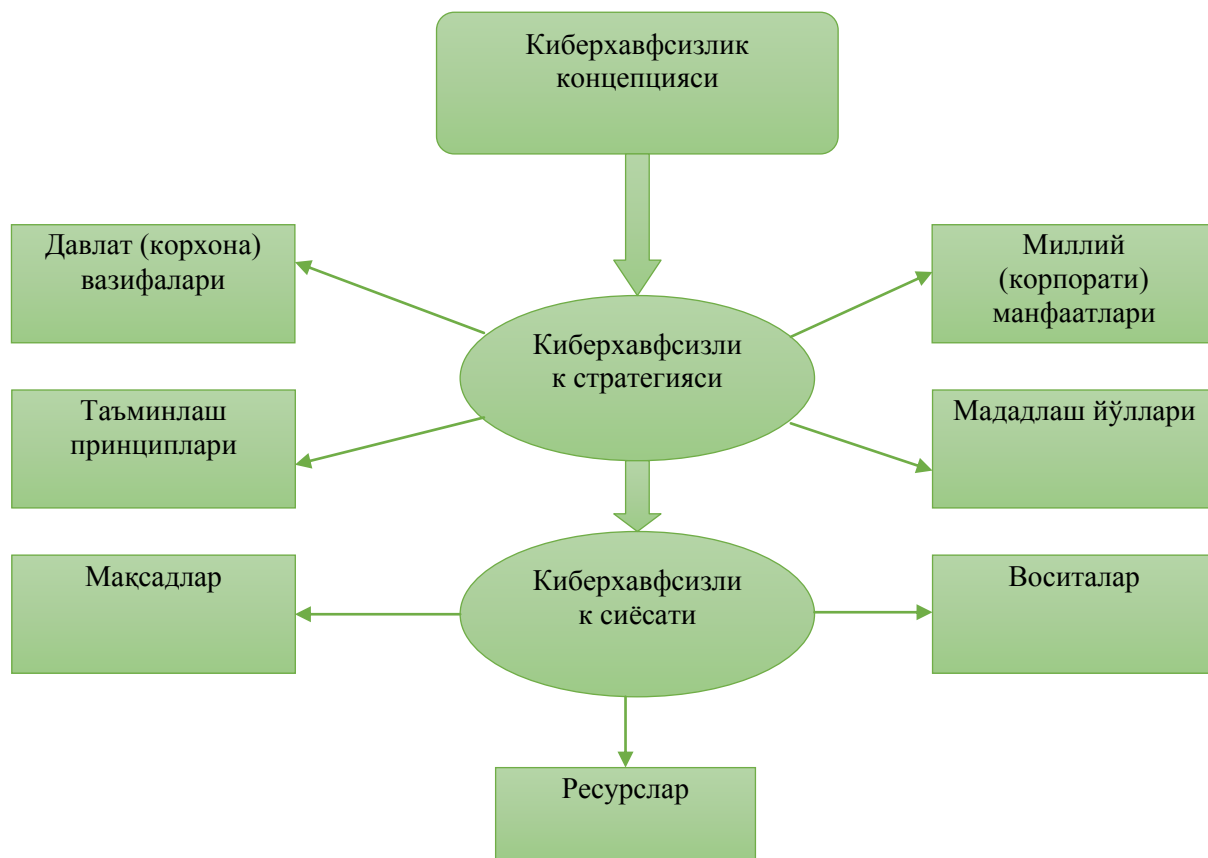 Киберхавфсизлик
концепцияси
Давлат (корхона)
вазифалари
Миллий
(корпорати)
манфаатлари
Киберхавфсизли
к стратегияси
Таъминлаш
принциплари
Мададлаш йўллари
Мақсадлар
Киберхавфсизли
к сиёсати
Воситалар
Ресурслар